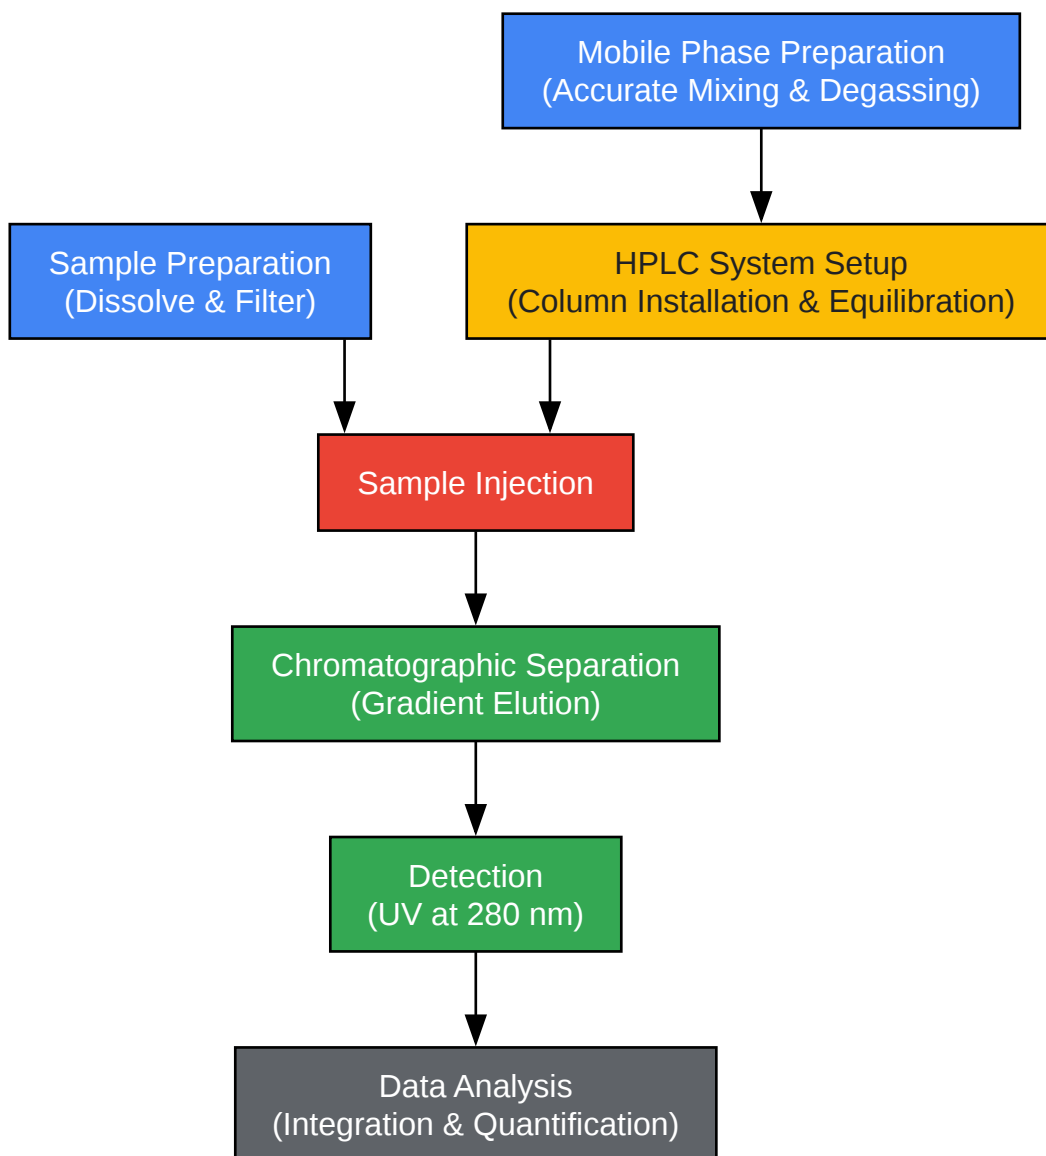 Mobile Phase Preparation
(Accurate Mixing & Degassing)
Sample Preparation
(Dissolve & Filter)
HPLC System Setup
(Column Installation & Equilibration)
Sample Injection
Chromatographic Separation
(Gradient Elution)
Detection
(UV at 280 nm)
Data Analysis
(Integration & Quantification)